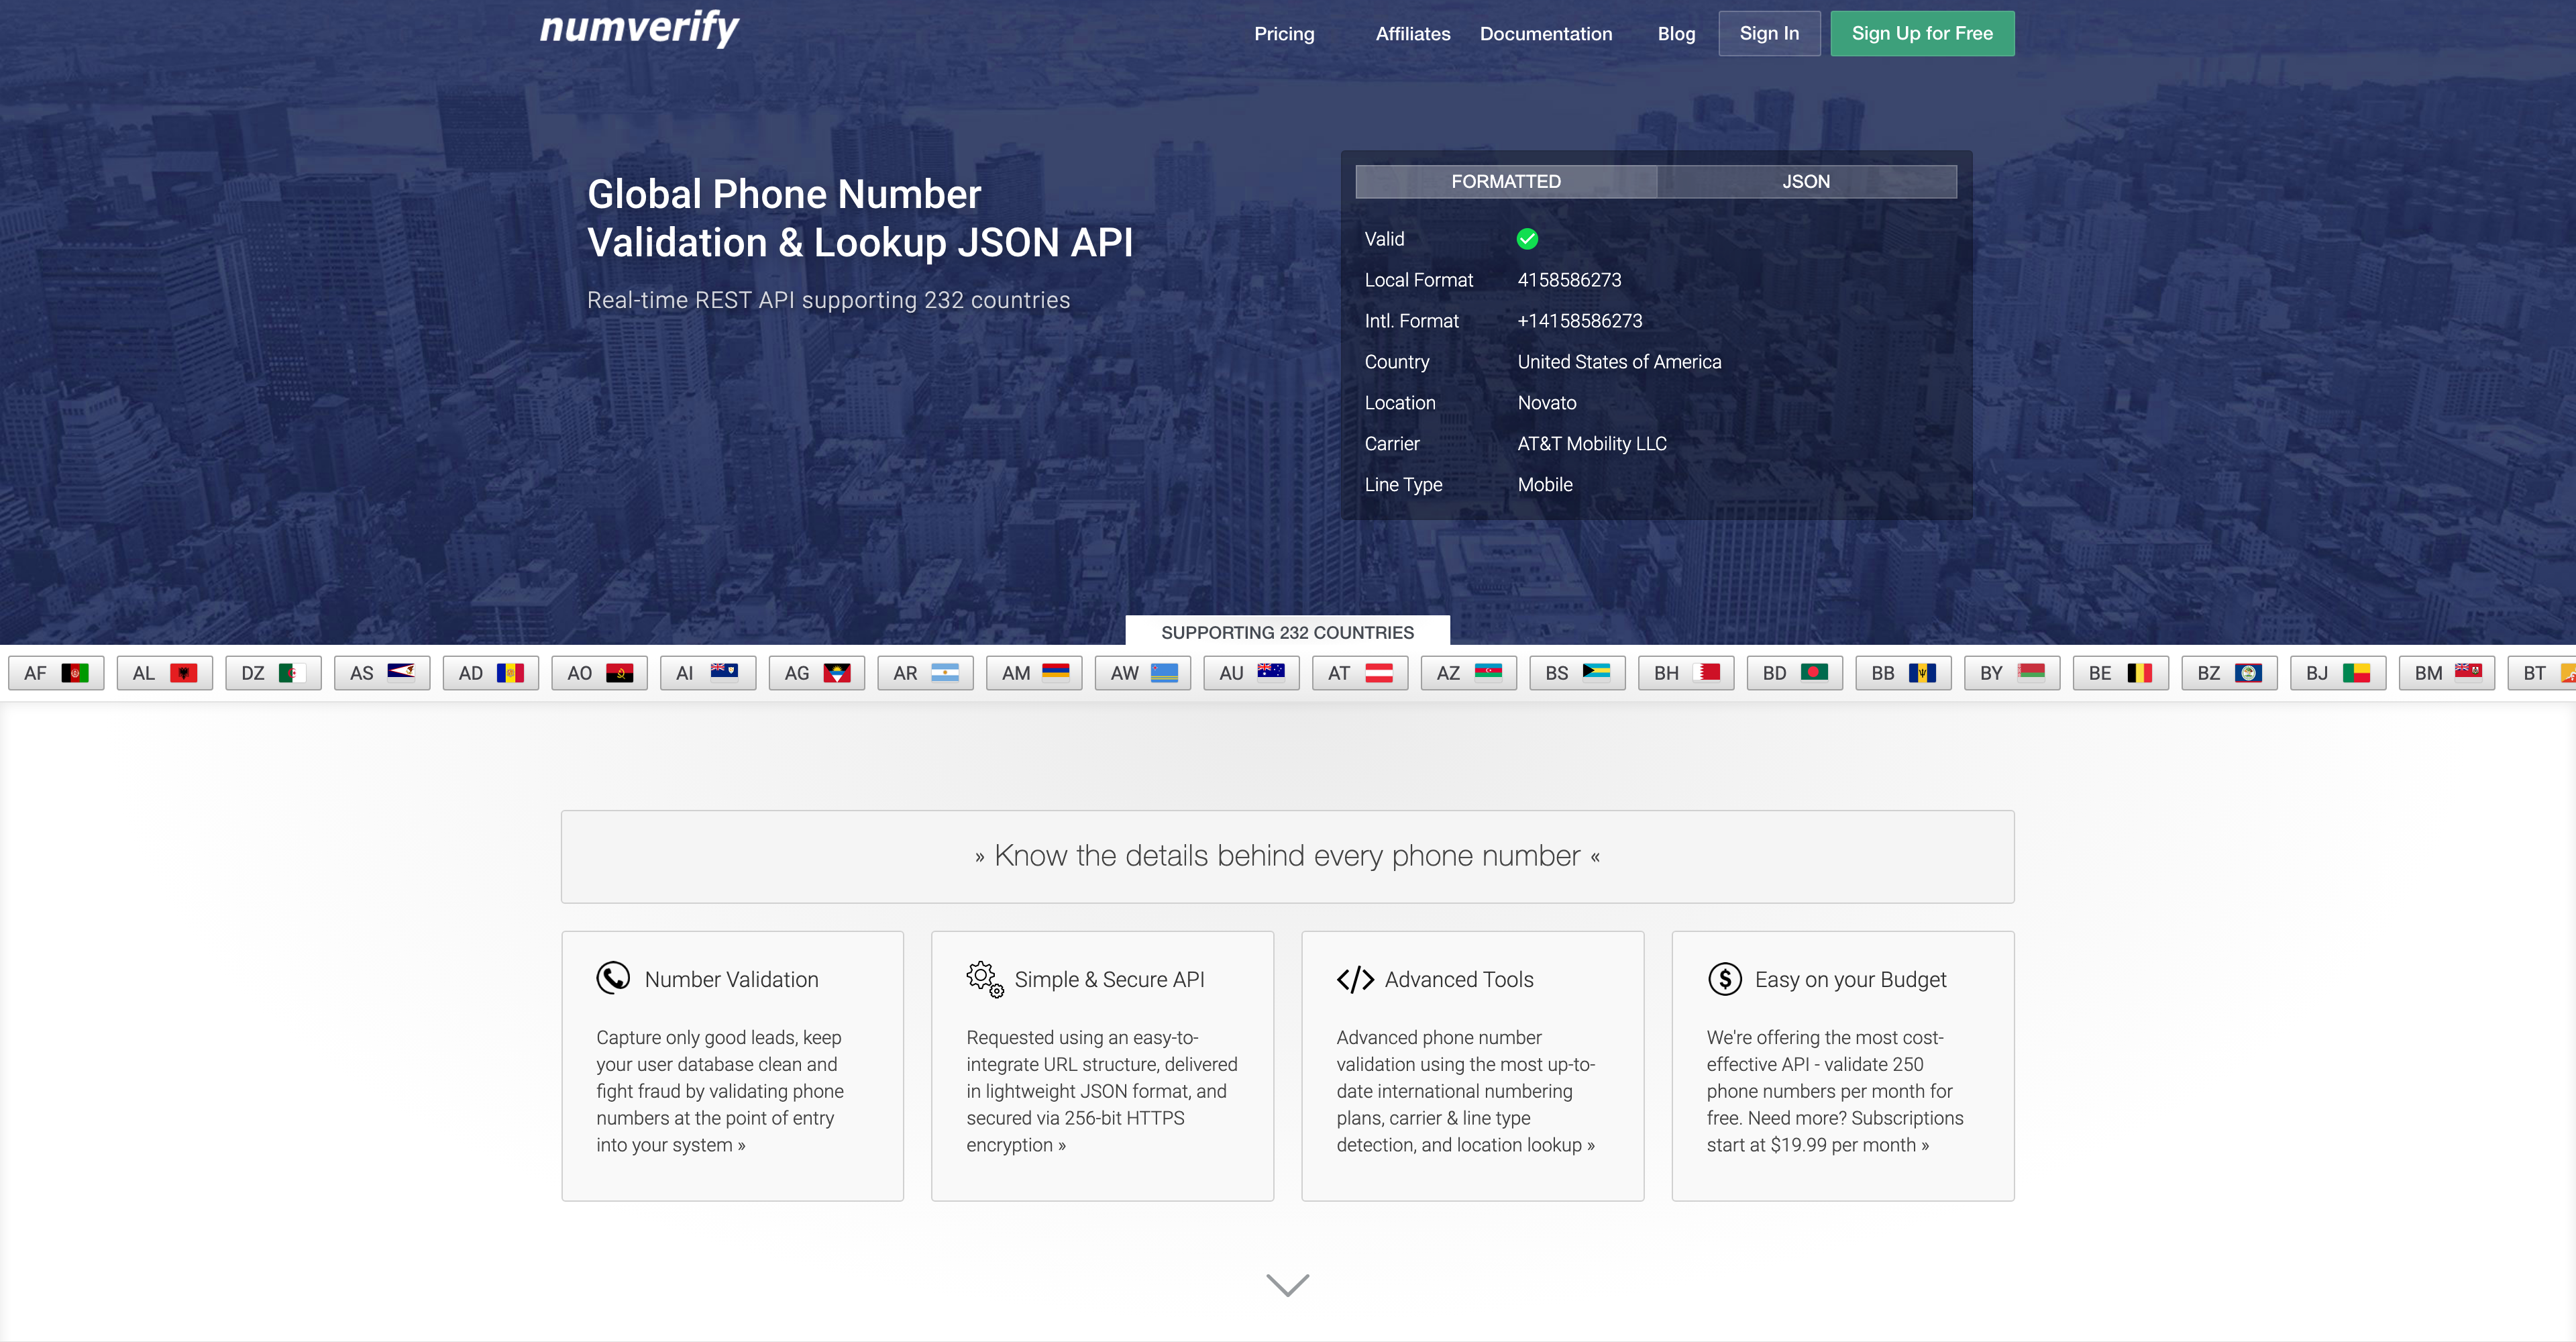 numverify
Pricing
Affiliates
Documentation
Blog
Sign In
Sign Up for Free
Global Phone Number
Validation & Lookup JSON API
Real-time REST API supporting 232 countries
FORMATTED
JSON
Valid
Local Format 4158586273
Intl. Format +14158586273
Country United States of America
Location Novato
Carrier AT&T Mobility LLC
Line Type Mobile
SUPPORTING 232 COUNTRIES
AF AL DZ AS AD AO AI AG AR AM AW AU AT AZ BS BH BD BB BY BE BZ BJ BM BT
» Know the details behind every phone number «
Number Validation
Capture only good leads, keep
your user database clean and
fight fraud by validating phone
numbers at the point of entry
into your system »
Simple & Secure API
Requested using an easy-to-
integrate URL structure, delivered
in lightweight JSON format, and
secured via 256-bit HTTPS
encryption »
Advanced Tools
Advanced phone number
validation using the most up-to-
date international numbering
plans, carrier & line type
detection, and location lookup »
Easy on your Budget
We're offering the most cost-
effective API - validate 250
phone numbers per month for
free. Need more? Subscriptions
start at $19.99 per month »